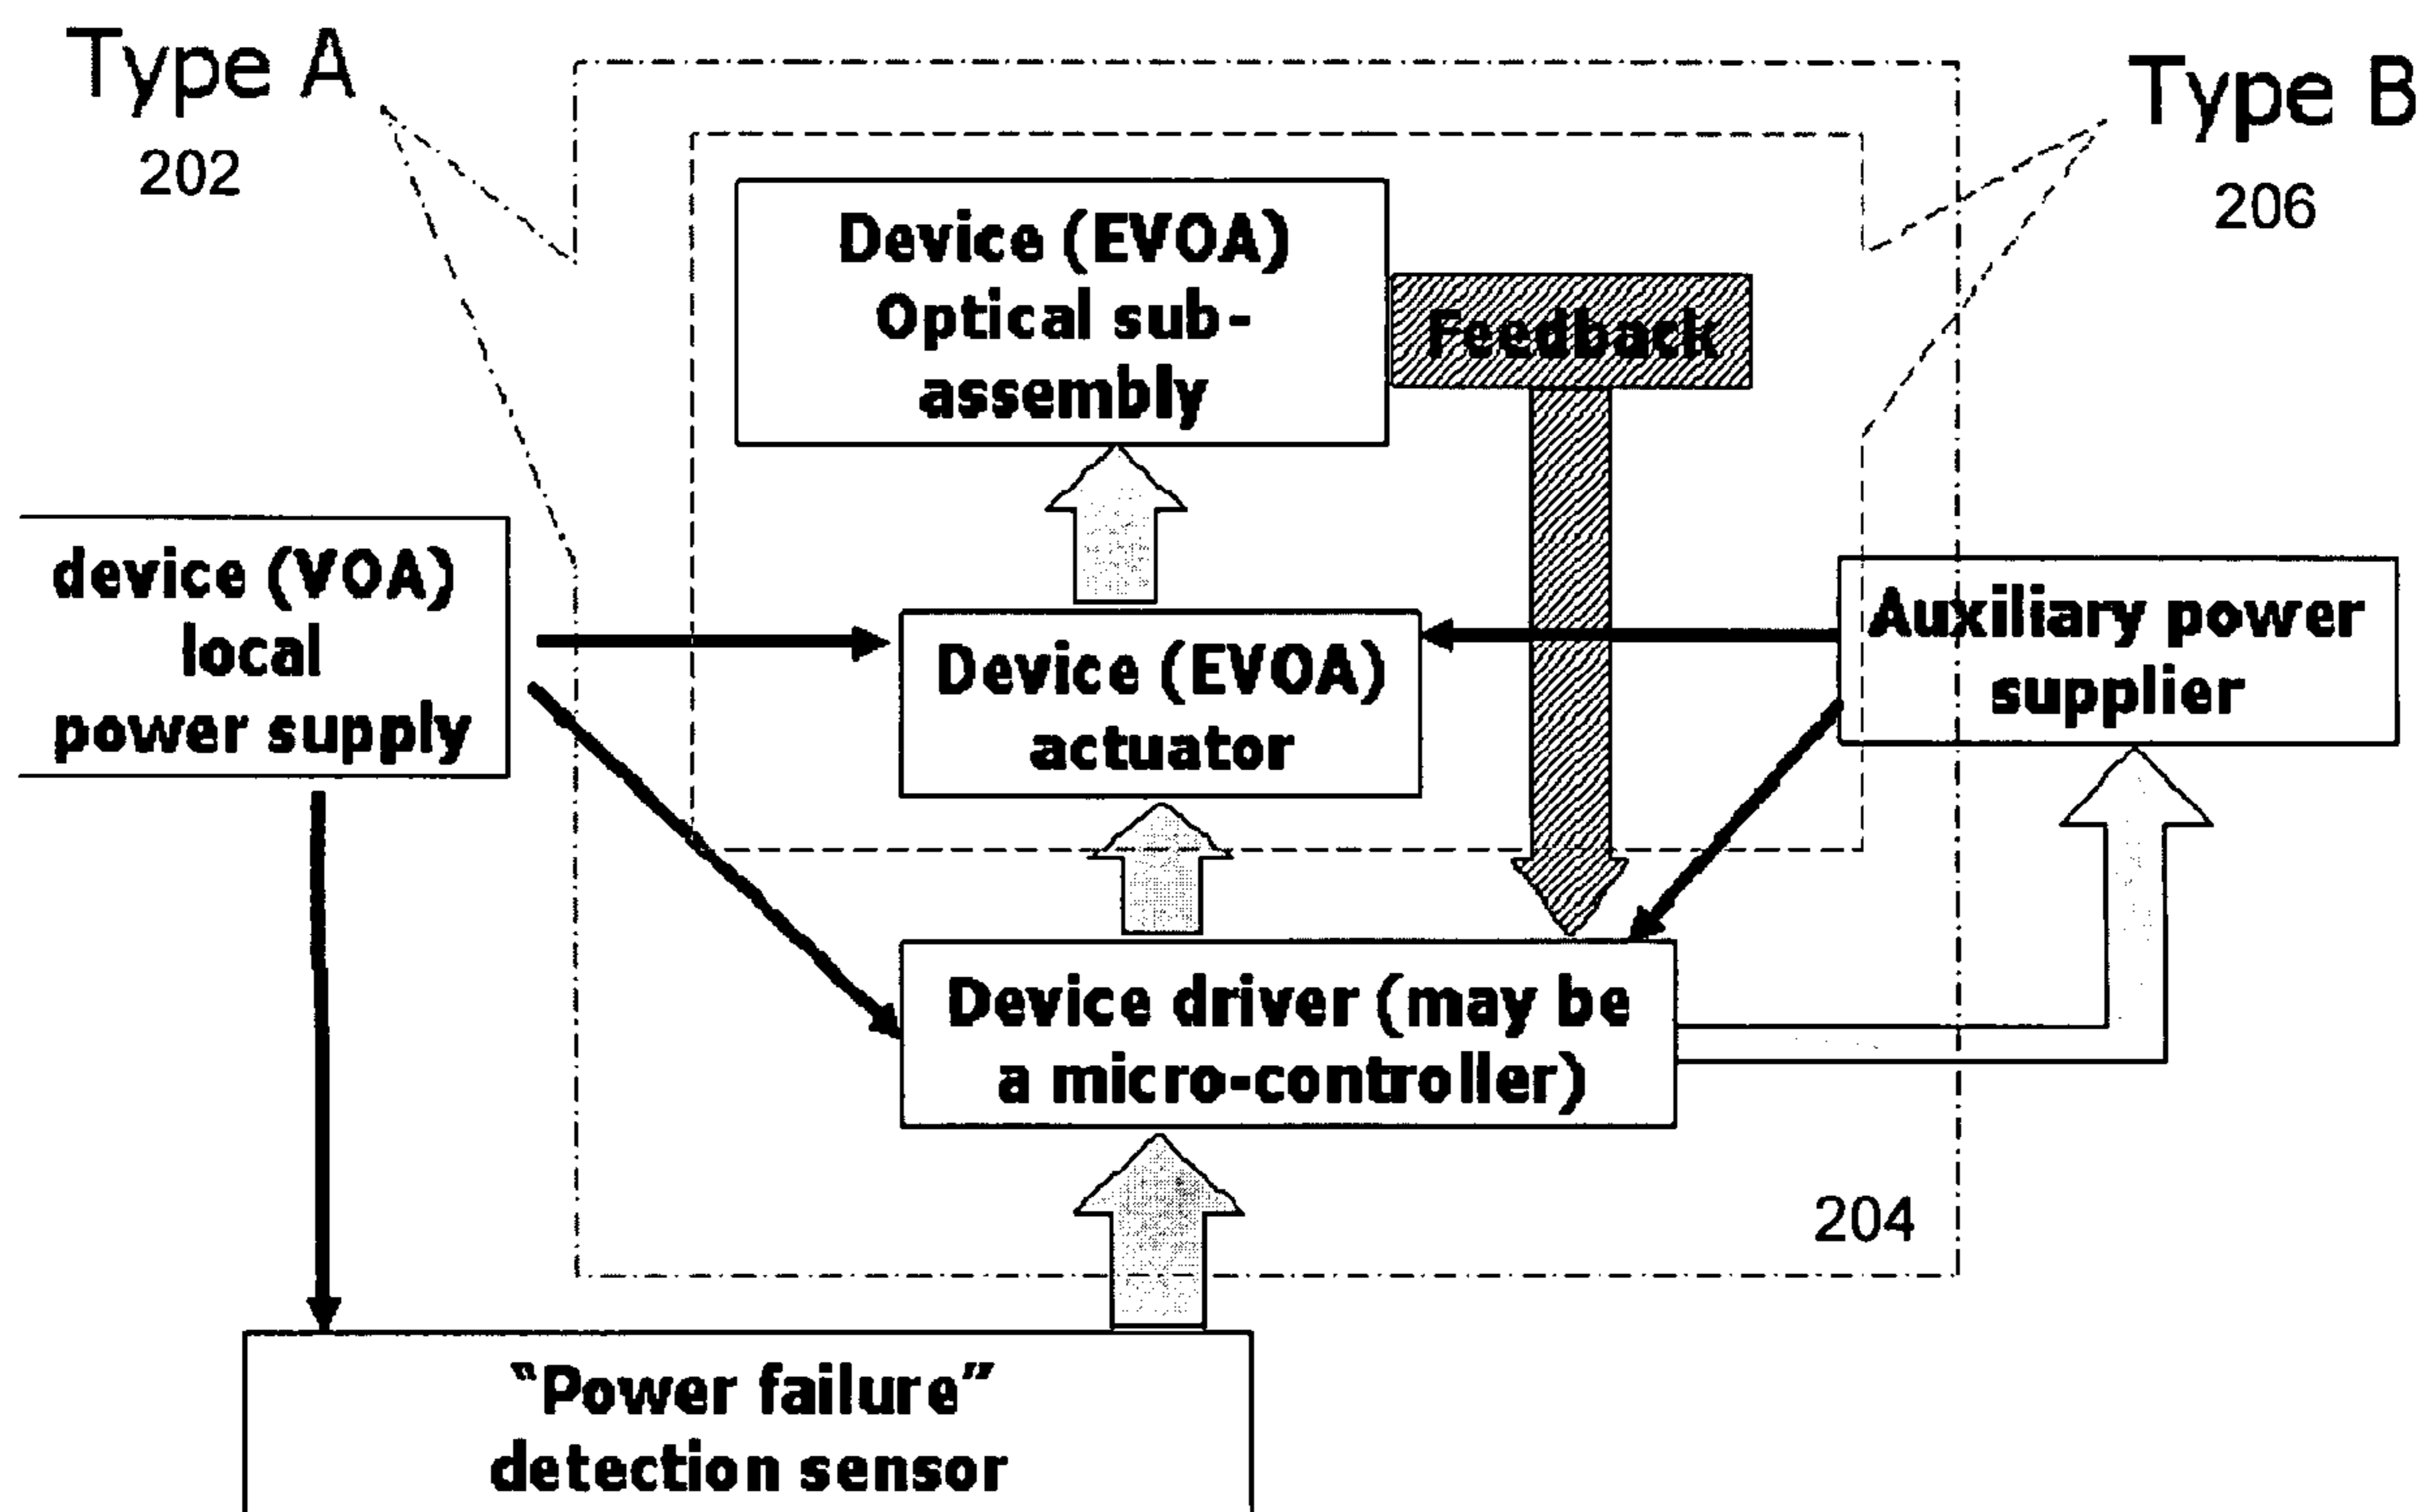 Type A
202
Type B
206
Device (EVOA)
Optical sub-
assembly
Feedback
device (VOA)
local
power supply
Device (EVOA)
actuator
Auxiliary power
supplier
Device driver (may be
a micro-controller)
204
“Power failure”
detection sensor